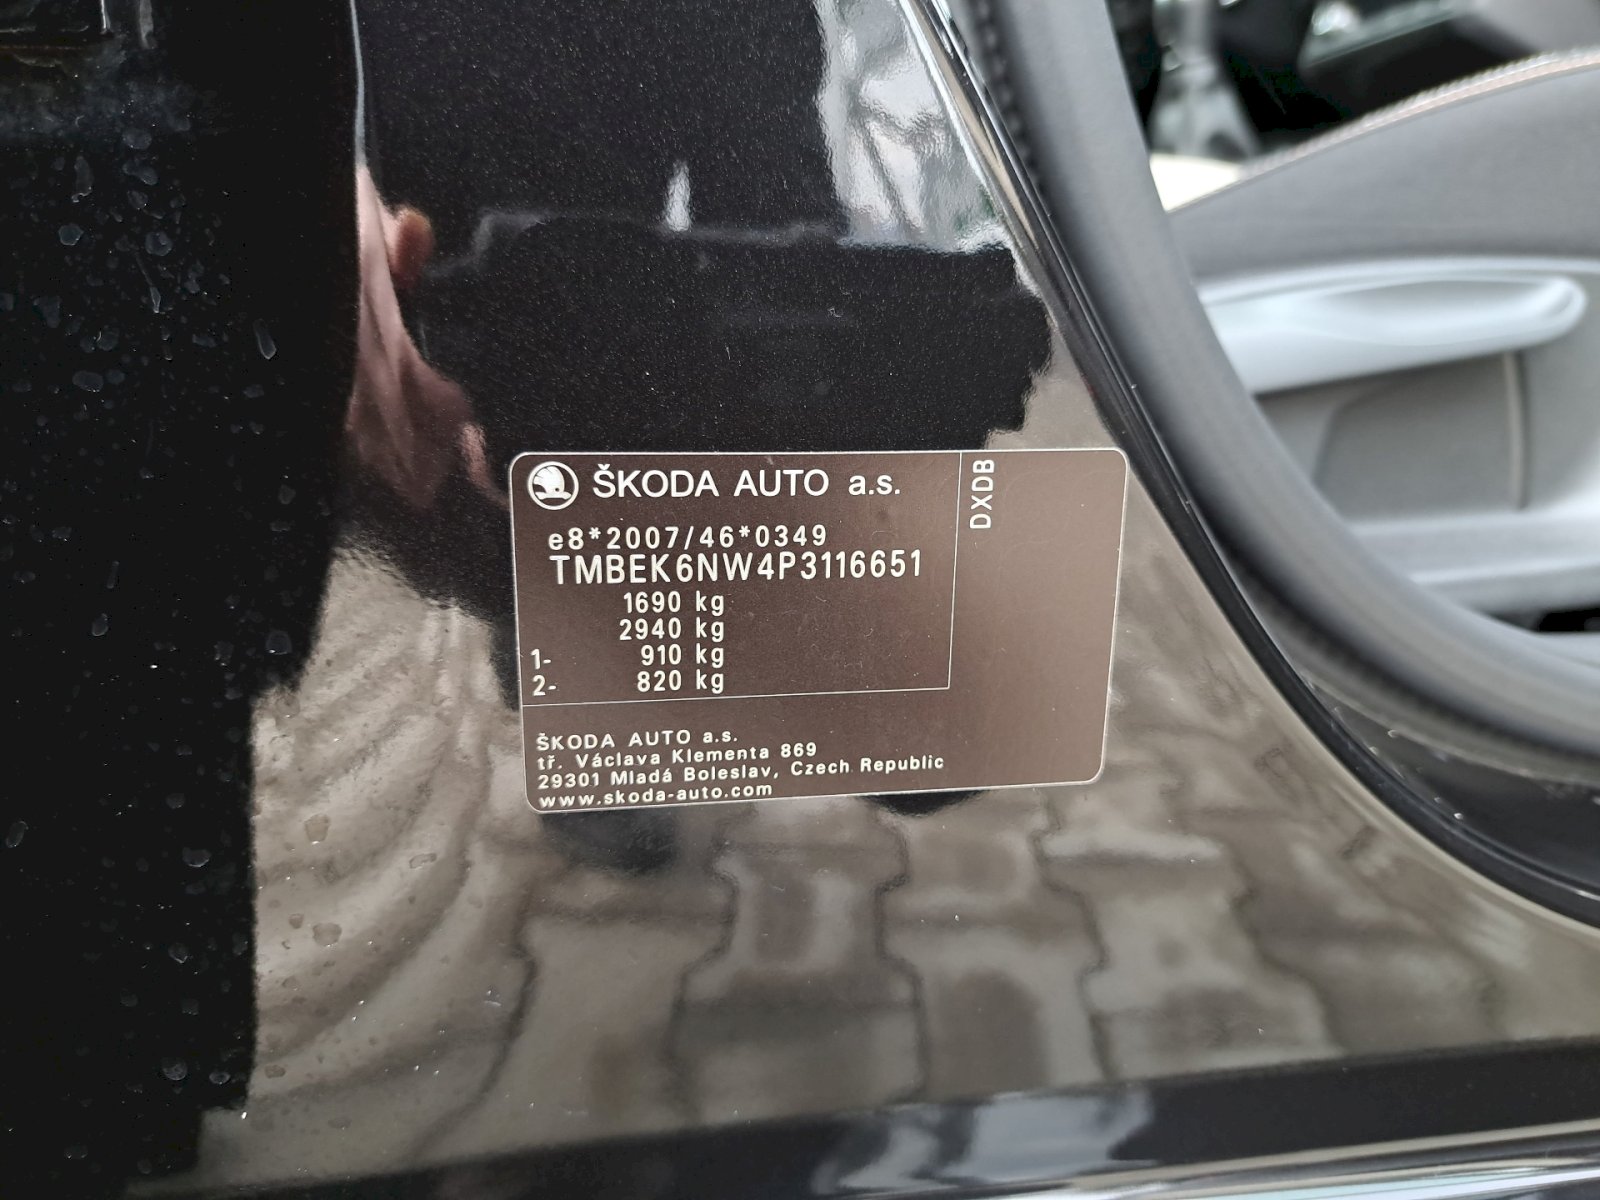 ŠKODA AUTO a.s.
DXDB
e8*2007/46*0349
TMBEK6NW4P3116651
1690 kg
2940 kg
1- 910 kg
2- 820 kg
ŠKODA AUTO a.s.
tř. Václava Klementa 869
29301 Mladá Boleslav, Czech Republic
www.skoda-auto.com